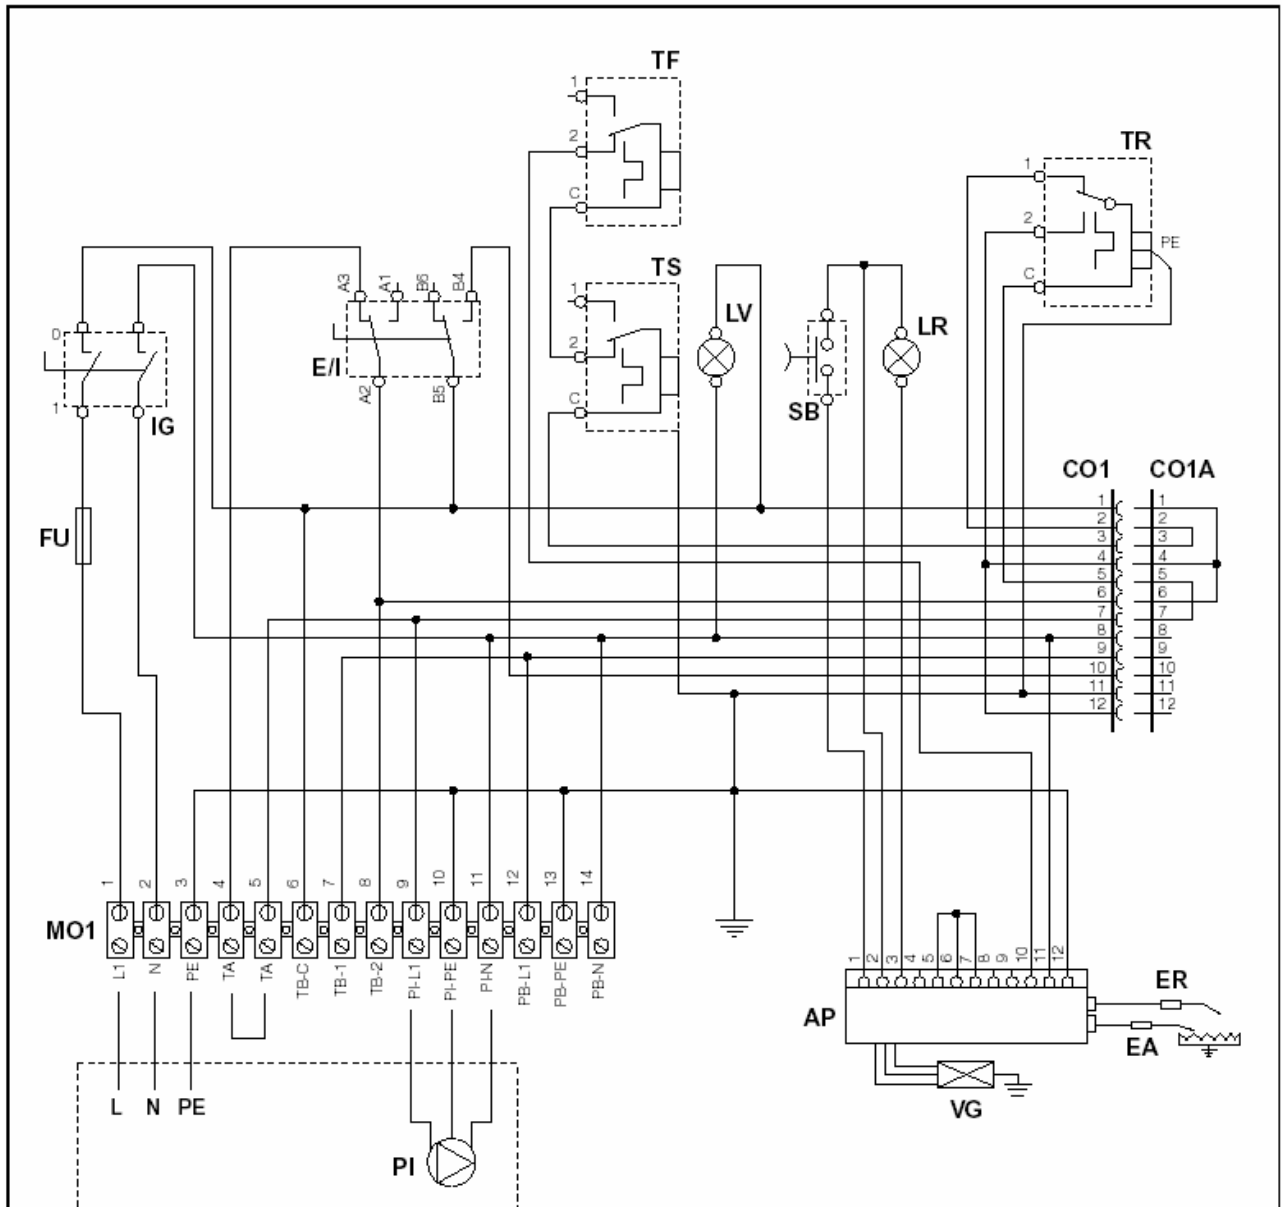 TF
1
2
C
TR
1
2
C
PE
TS
1
2
C
LV
SB
LR
A3
A1
B6
B4
E/I
A2
B5
0
1
IG
FU
CO1 CO1A
1 1
2 2
3 3
4 4
5 5
6 6
7 7
8 8
9 9
10 10
11 11
12 12
1 2 3 4 5 6 7 8 9 10 11 12 13 14
MO1
L1 N PE TA TA TB-C TB-1 TB-2 PI-L1 PI-PE PI-N PB-L1 PB-PE PB-N
L N PE
PI
1 2 3 4 5 6 7 8 9 10 11 12
AP
ER
EA
VG